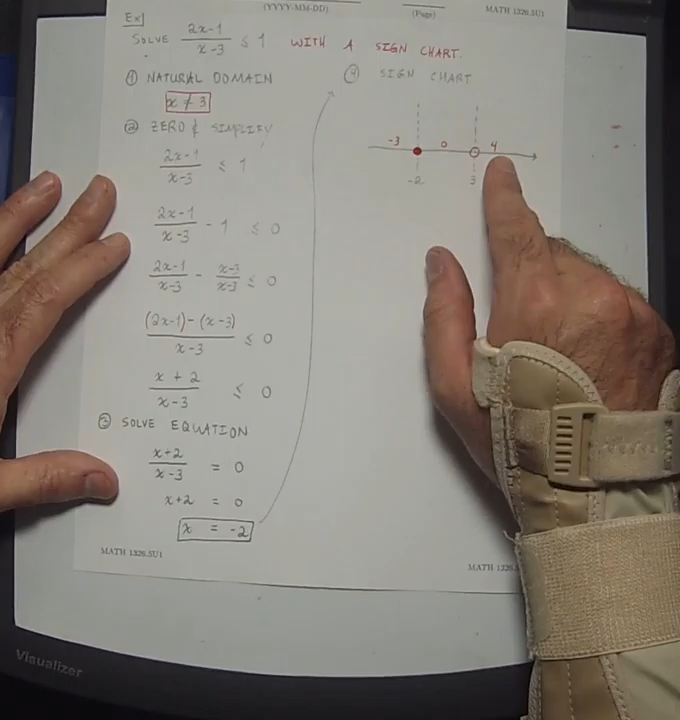 (YYYY-MM-DD)
(Page)
MATH 1326.5U1
Ex
SOLVE 2x-1/x-3 ≤ 1 WITH A SIGN CHART.
① NATURAL DOMAIN
x ≠ 3
② ZERO & SIMPLIFY
2x-1/x-3 ≤ 1
2x-1/x-3 - 1 ≤ 0
2x-1/x-3 - x-3/x-3 ≤ 0
(2x-1)-(x-3)/x-3 ≤ 0
x + 2/x-3 ≤ 0
③ SOLVE EQUATION
x+2/x-3 = 0
x+2 = 0
x = -2
MATH 1326.5U1
④ SIGN CHART
-3 0 4
-2 3
MATH 1326
Visualizer